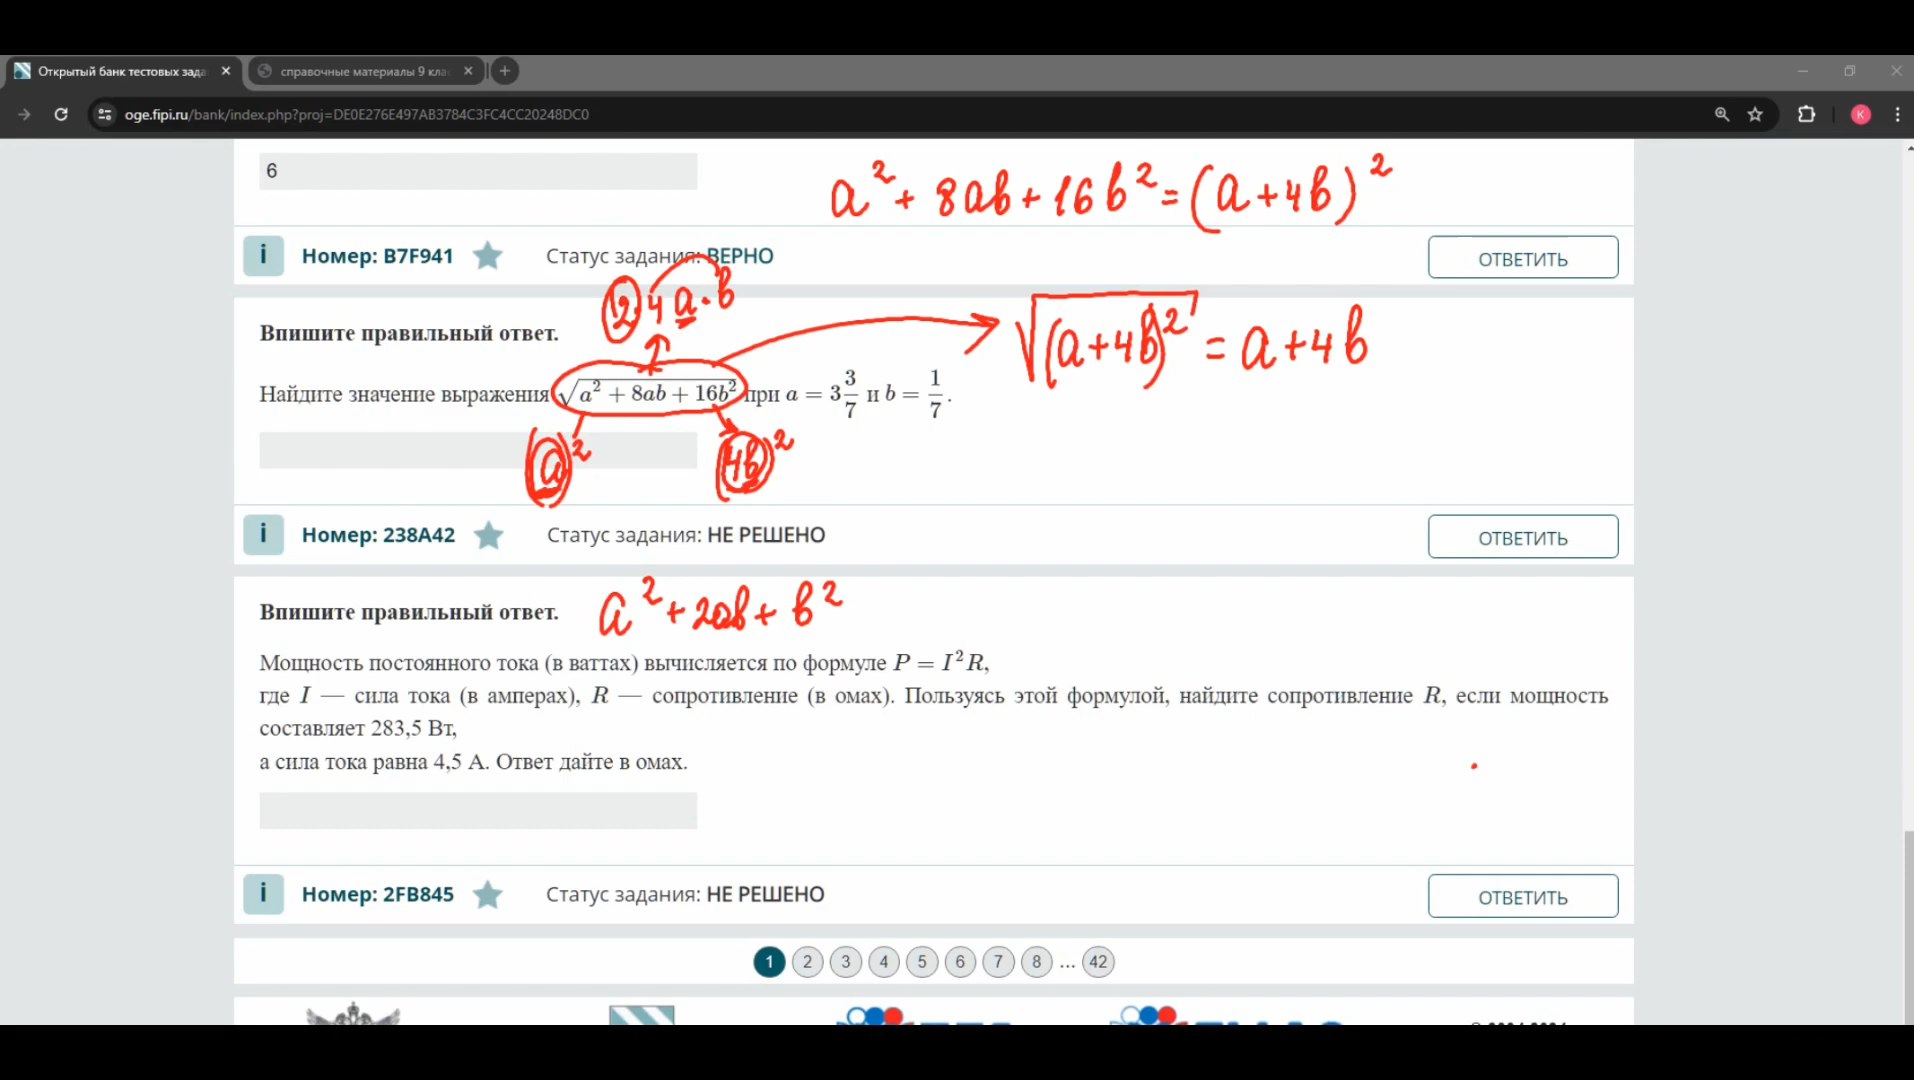 Открытый банк тестовых зада
справочные материалы 9 кла
oge.fipi.ru/bank/index.php?proj=DE0E276E497AB3784C3FC4CC20248DC0
K
6
a² + 8ab + 16b² = (a + 4b)²
i Номер: B7F941 Статус задания: ВЕРНО ОТВЕТИТЬ
2·4a·b
Впишите правильный ответ.
√(a+4b)² = a + 4b
Найдите значение выражения √a² + 8ab + 16b² при a = 3 3/7 и b = 1/7.
(a)² (4b)²
i Номер: 238A42 Статус задания: НЕ РЕШЕНО ОТВЕТИТЬ
Впишите правильный ответ.
a² + 2ab + b²
Мощность постоянного тока (в ваттах) вычисляется по формуле P = I²R,
где I — сила тока (в амперах), R — сопротивление (в омах). Пользуясь этой формулой, найдите сопротивление R, если мощность
составляет 283,5 Вт,
а сила тока равна 4,5 А. Ответ дайте в омах.
i Номер: 2FB845 Статус задания: НЕ РЕШЕНО ОТВЕТИТЬ
1 2 3 4 5 6 7 8 ... 42